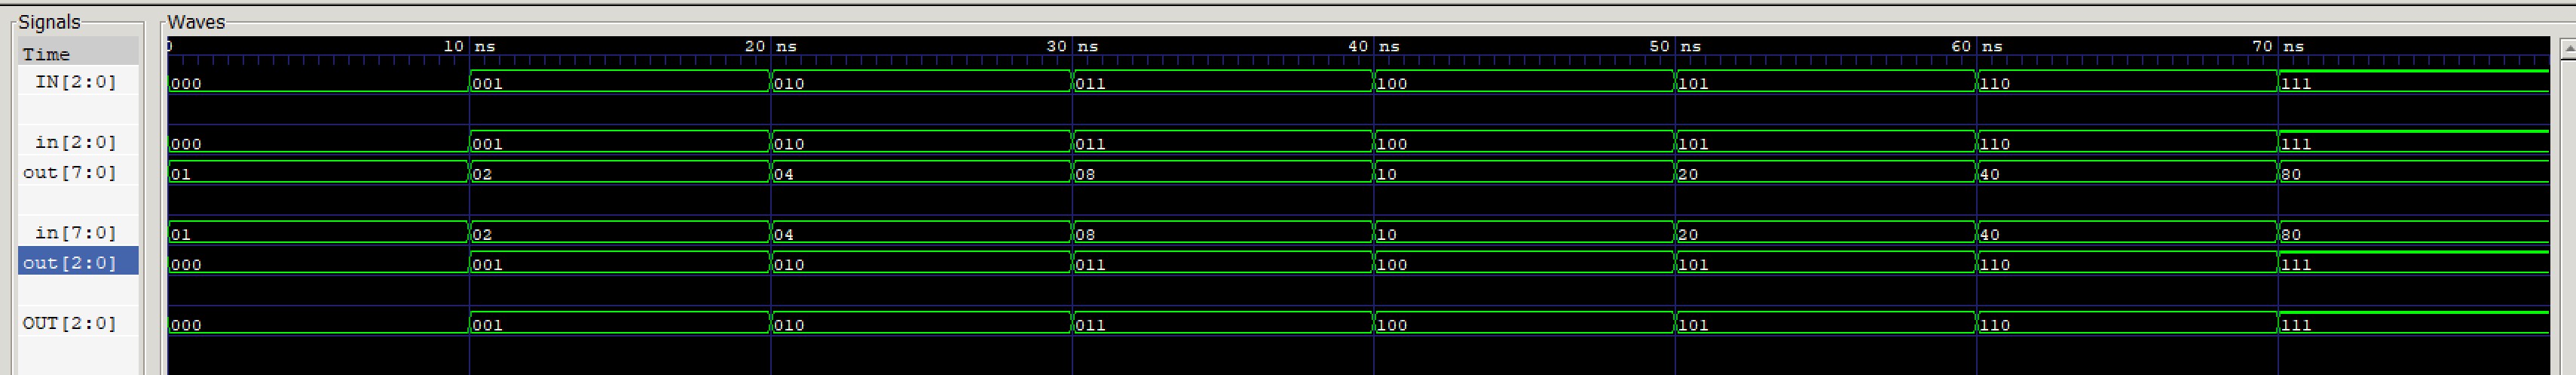 Signals Waves
Time 0 10 ns 20 ns 30 ns 40 ns 50 ns 60 ns 70 ns
IN[2:0] 000 001 010 011 100 101 110 111
in[2:0] 000 001 010 011 100 101 110 111
out[7:0] 01 02 04 08 10 20 40 80
in[7:0] 01 02 04 08 10 20 40 80
out[2:0] 000 001 010 011 100 101 110 111
OUT[2:0] 000 001 010 011 100 101 110 111